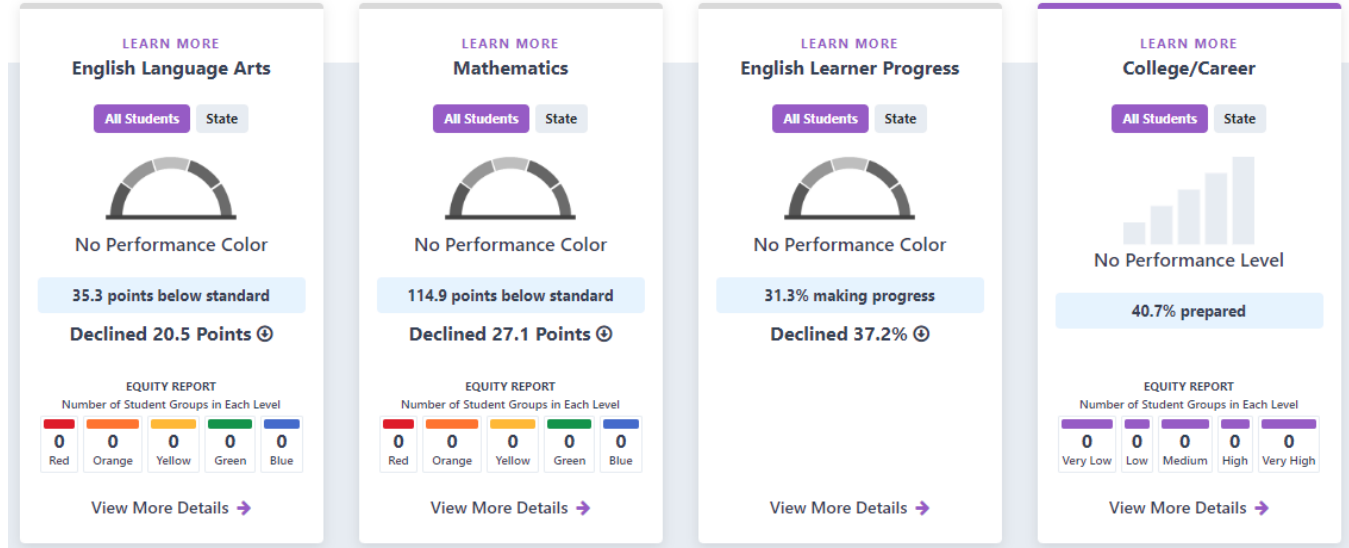 LEARN MORE
English Language Arts
All Students State
No Performance Color
35.3 points below standard
Declined 20.5 Points
EQUITY REPORT
Number of Student Groups in Each Level
0 0 0 0 0
Red Orange Yellow Green Blue
View More Details
LEARN MORE
Mathematics
All Students State
No Performance Color
114.9 points below standard
Declined 27.1 Points
EQUITY REPORT
Number of Student Groups in Each Level
0 0 0 0 0
Red Orange Yellow Green Blue
View More Details
LEARN MORE
English Learner Progress
All Students State
No Performance Color
31.3% making progress
Declined 37.2%
View More Details
LEARN MORE
College/Career
All Students State
No Performance Level
40.7% prepared
EQUITY REPORT
Number of Student Groups in Each Level
0 0 0 0 0
Very Low Low Medium High Very High
View More Details